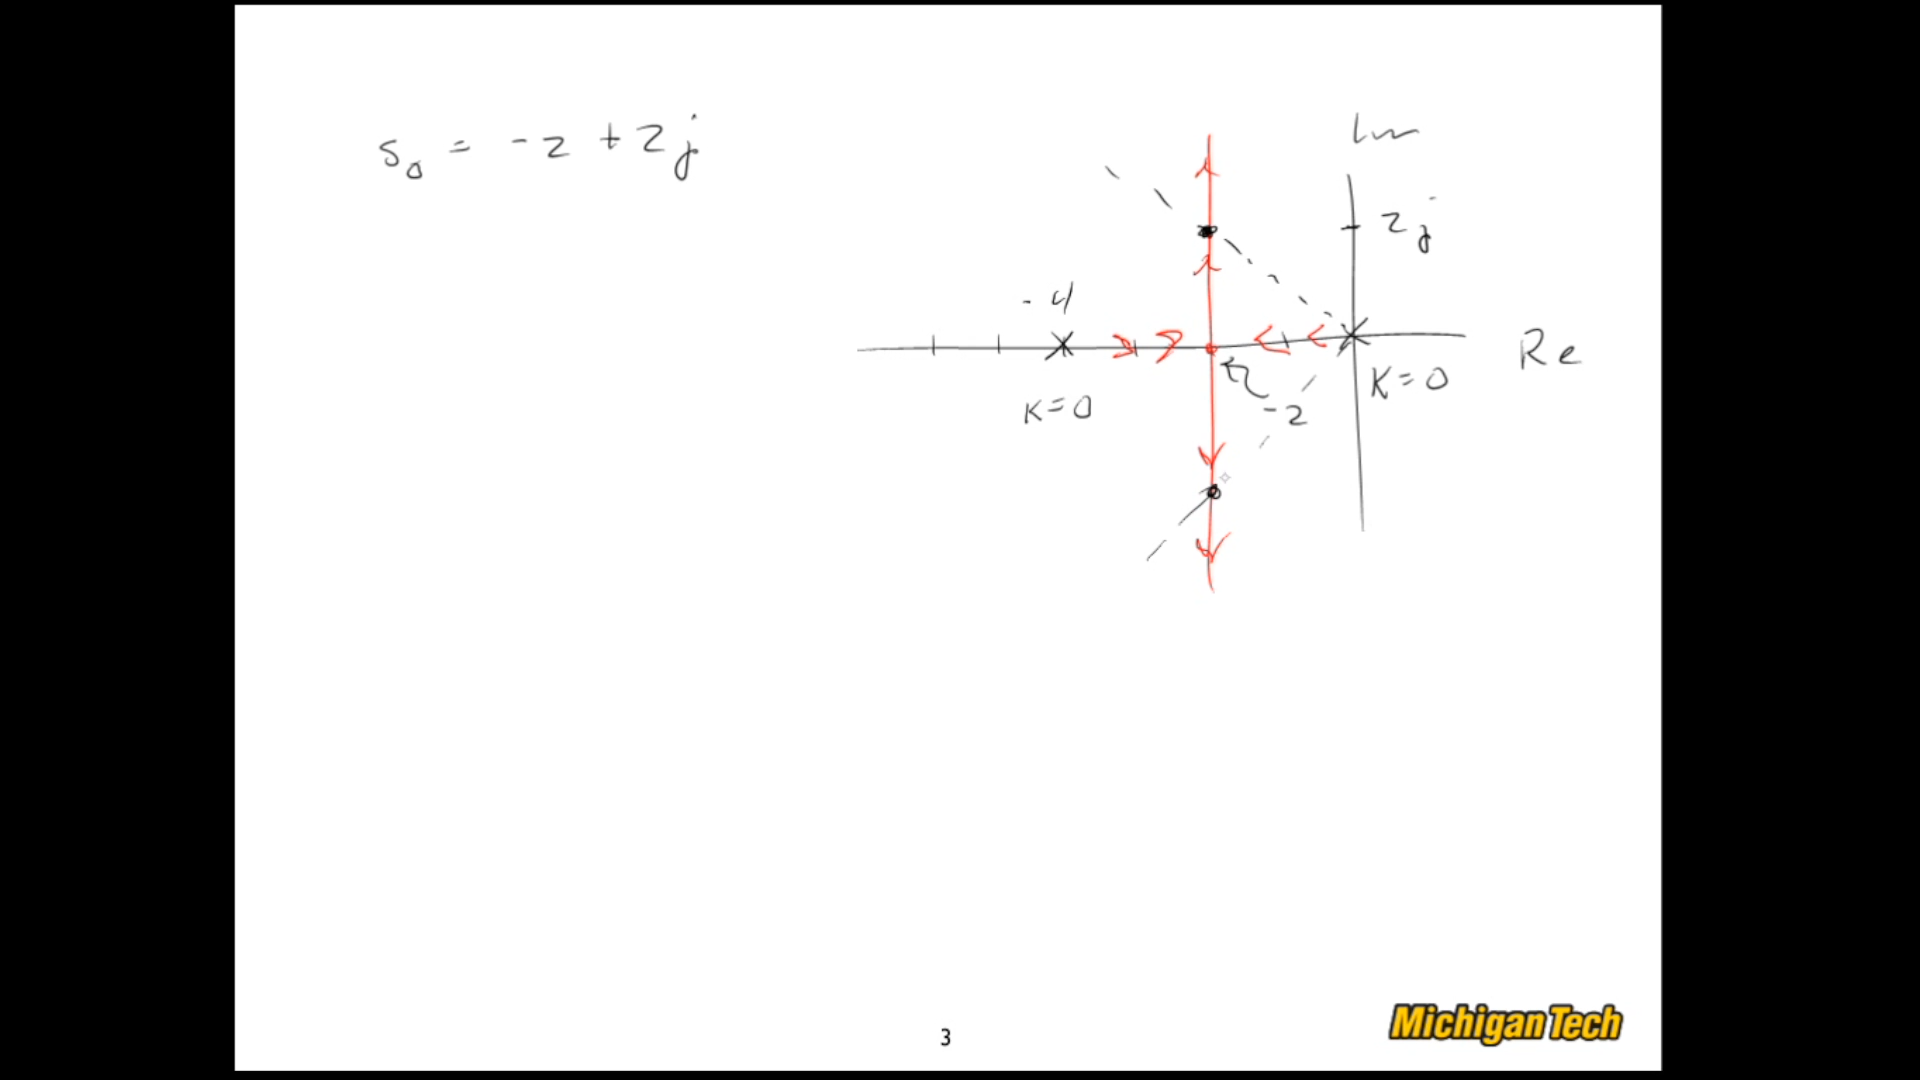 s₀ = -2 + 2j
Im
2j
-4
Re
K=0
K=0
-2
3
Michigan Tech